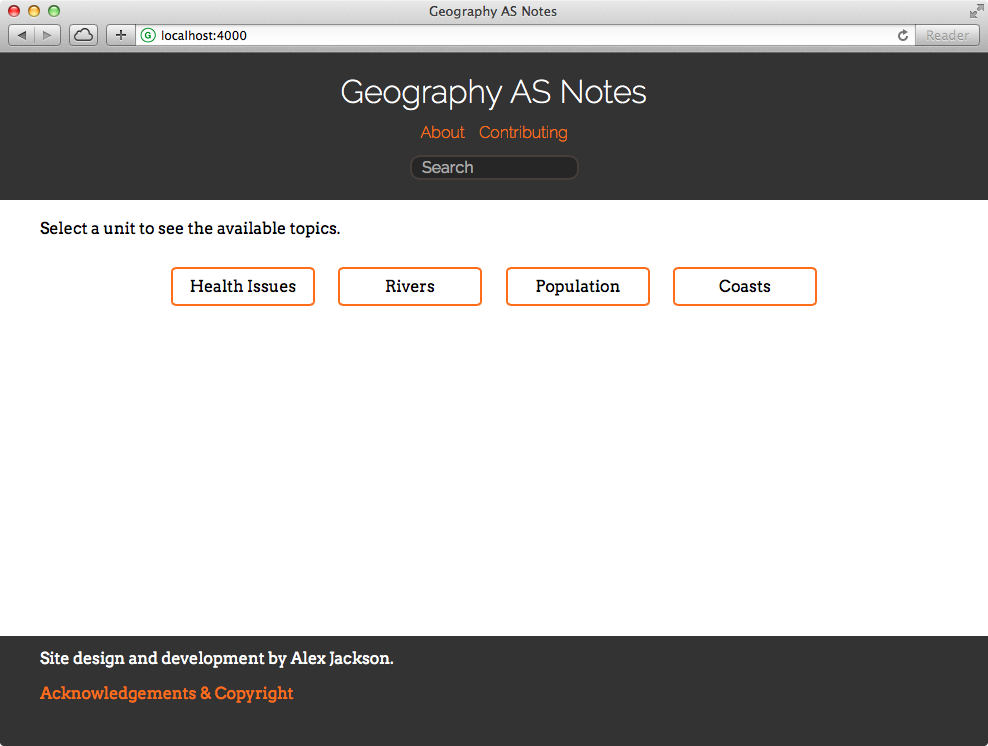 Geography AS Notes
G localhost:4000 Reader
Geography AS Notes
About Contributing
Search
Select a unit to see the available topics.
Health Issues Rivers Population Coasts
Site design and development by Alex Jackson.
Acknowledgements & Copyright